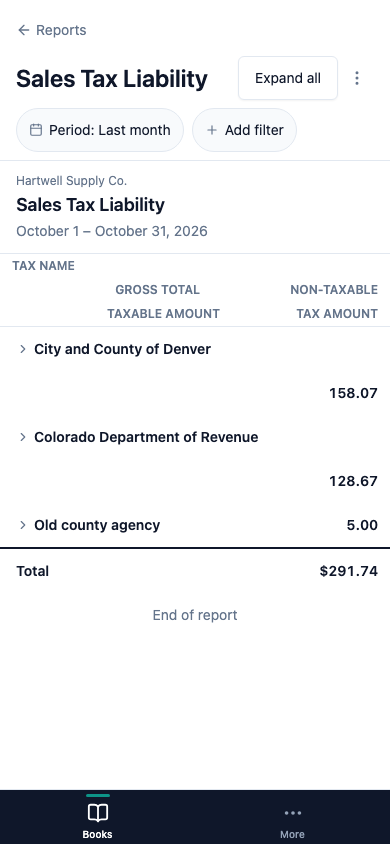 Reports
Sales Tax Liability
Expand all
Period: Last month
Add filter
Hartwell Supply Co.
Sales Tax Liability
October 1 – October 31, 2026
TAX NAME
GROSS TOTAL NON-TAXABLE
TAXABLE AMOUNT TAX AMOUNT
City and County of Denver
158.07
Colorado Department of Revenue
128.67
Old county agency 5.00
Total $291.74
End of report
Books More